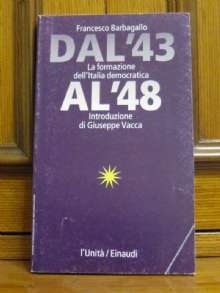 Francesco Barbagallo
DAL'43
La formazione
dell'Italia democratica
AL'48
Introduzione
di Giuseppe Vacca
l'Unità / Einaudi